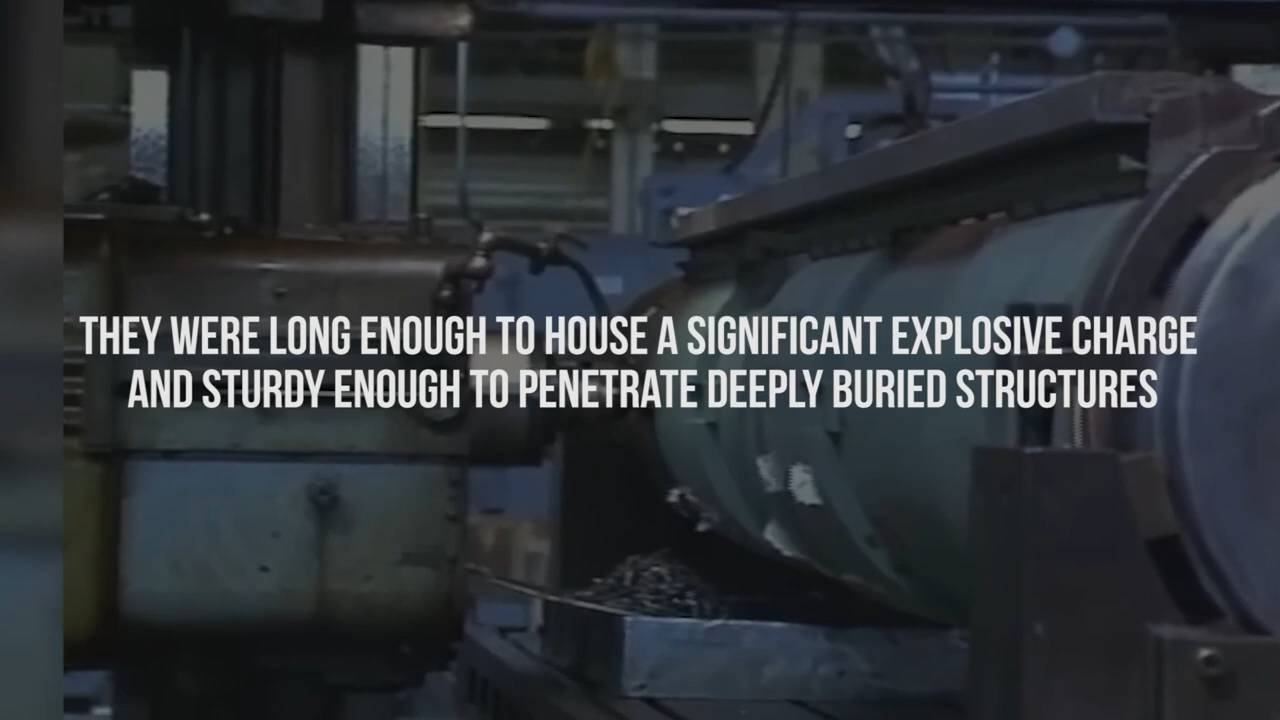 THEY WERE LONG ENOUGH TO HOUSE A SIGNIFICANT EXPLOSIVE CHARGE
AND STURDY ENOUGH TO PENETRATE DEEPLY BURIED STRUCTURES